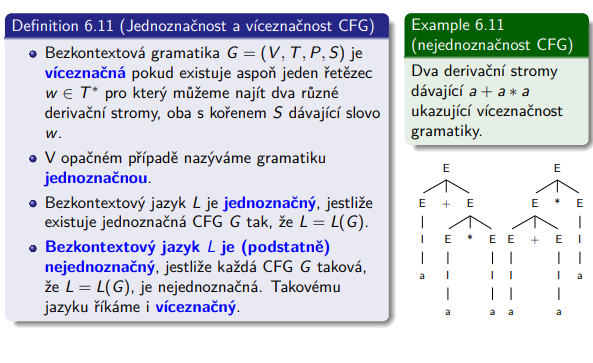 Definition 6.11 (Jednoznačnost a víceznačnost CFG)
Bezkontextová gramatika G = (V, T, P, S) je
víceznačná pokud existuje aspoň jeden řetězec
w ∈ T* pro který můžeme najít dva různé
derivační stromy, oba s kořenem S dávající slovo
w.
V opačném případě nazýváme gramatiku
jednoznačnou.
Bezkontextový jazyk L je jednoznačný, jestliže
existuje jednoznačná CFG G tak, že L = L(G).
Bezkontextový jazyk L je (podstatně)
nejednoznačný, jestliže každá CFG G taková,
že L = L(G), je nejednoznačná. Takovému
jazyku říkáme i víceznačný.
Example 6.11
(nejednoznačnost CFG)
Dva derivační stromy
dávající a + a * a
ukazující víceznačnost
gramatiky.
E E
E + E E * E
I E * E E + E I
a I I I I a
a a a a